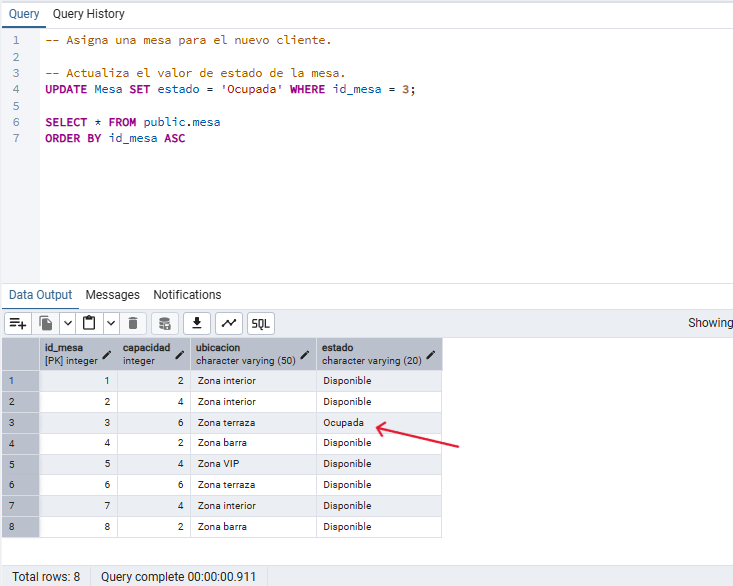 Query Query History
1 -- Asigna una mesa para el nuevo cliente.
2
3 -- Actualiza el valor de estado de la mesa.
4 UPDATE Mesa SET estado = 'Ocupada' WHERE id_mesa = 3;
5
6 SELECT * FROM public.mesa
7 ORDER BY id_mesa ASC
Data Output Messages Notifications
SQL Showing
id_mesa capacidad ubicacion estado
[PK] integer integer character varying (50) character varying (20)
1 1 2 Zona interior Disponible
2 2 4 Zona interior Disponible
3 3 6 Zona terraza Ocupada
4 4 2 Zona barra Disponible
5 5 4 Zona VIP Disponible
6 6 6 Zona terraza Disponible
7 7 4 Zona interior Disponible
8 8 2 Zona barra Disponible
Total rows: 8 Query complete 00:00:00.911